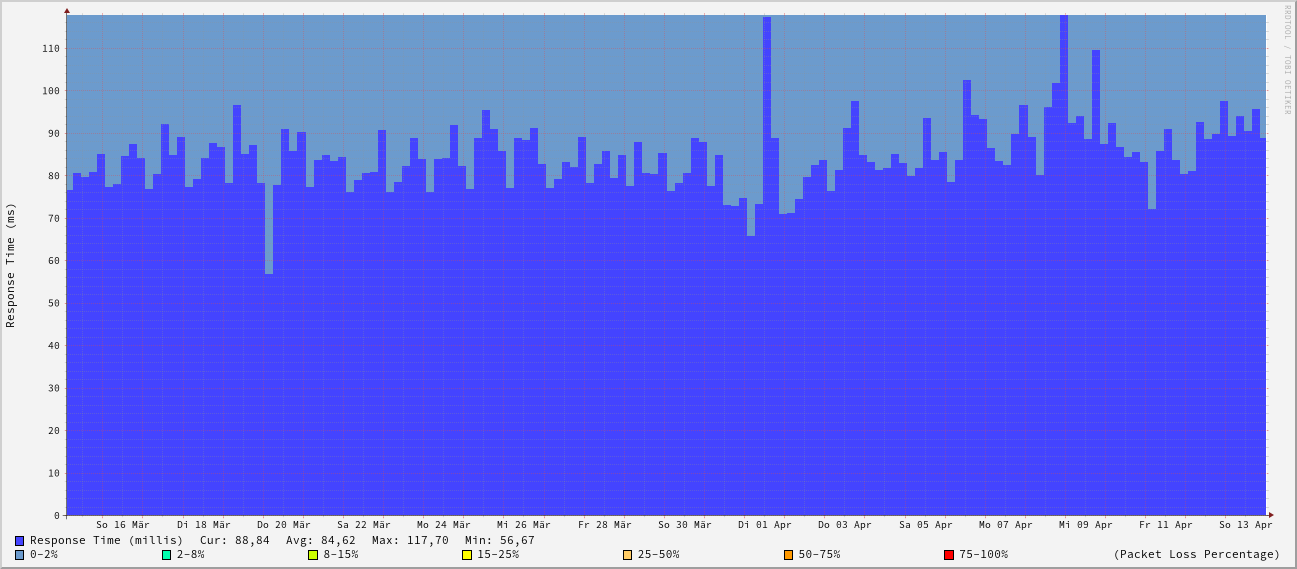 RRDTOOL / TOBI OETIKER
Response Time (ms)
110
100
90
80
70
60
50
40
30
20
10
0
So 16 Mär Di 18 Mär Do 20 Mär Sa 22 Mär Mo 24 Mär Mi 26 Mär Fr 28 Mär So 30 Mär Di 01 Apr Do 03 Apr Sa 05 Apr Mo 07 Apr Mi 09 Apr Fr 11 Apr So 13 Apr
Response Time (millis) Cur: 88,84 Avg: 84,62 Max: 117,70 Min: 56,67
0-2% 2-8% 8-15% 15-25% 25-50% 50-75% 75-100% (Packet Loss Percentage)